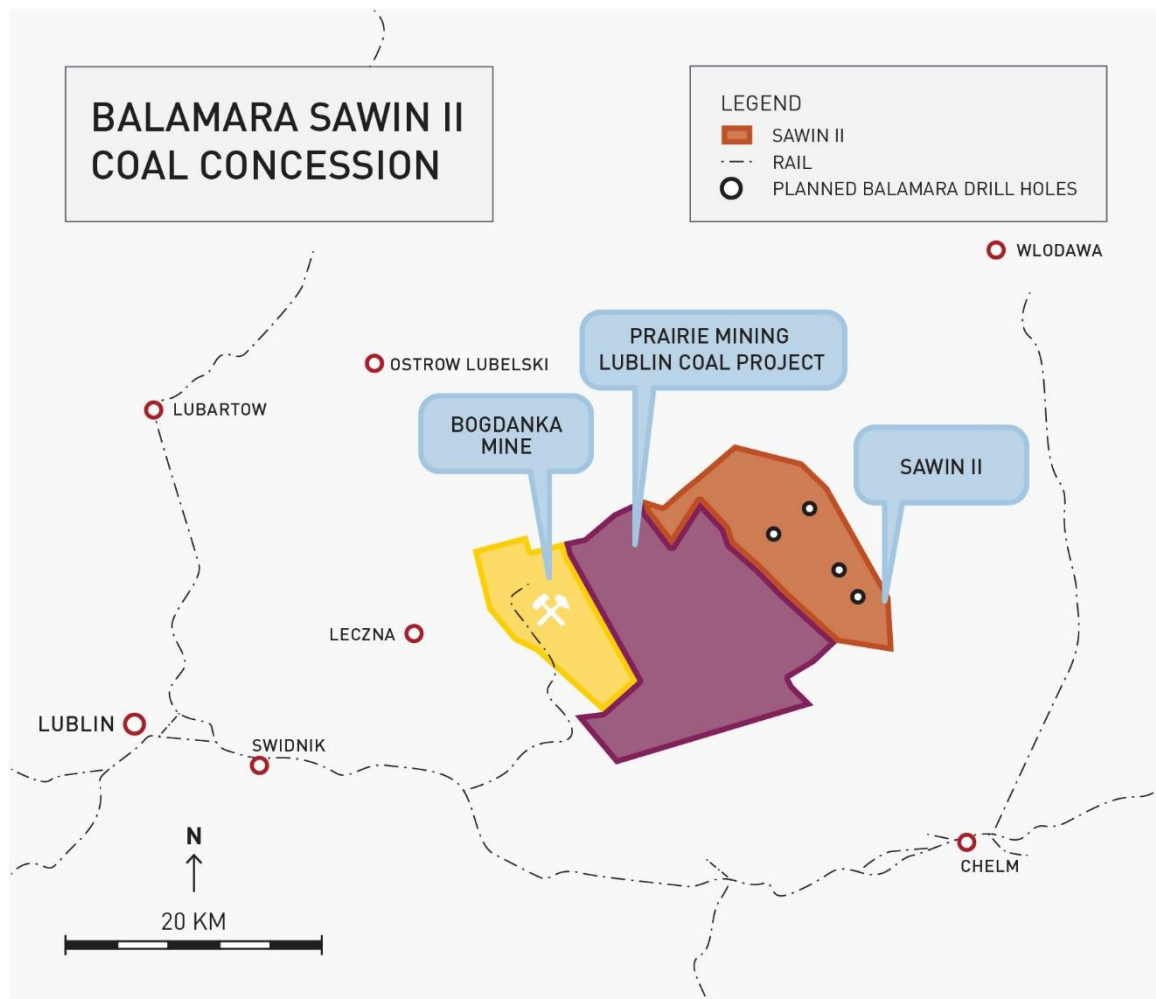 BALAMARA SAWIN II
COAL CONCESSION
LEGEND
SAWIN II
RAIL
PLANNED BALAMARA DRILL HOLES
WLODAWA
PRAIRIE MINING
LUBLIN COAL PROJECT
OSTROW LUBELSKI
LUBARTOW
BOGDANKA
MINE
SAWIN II
LECZNA
LUBLIN
SWIDNIK
N
CHELM
20 KM